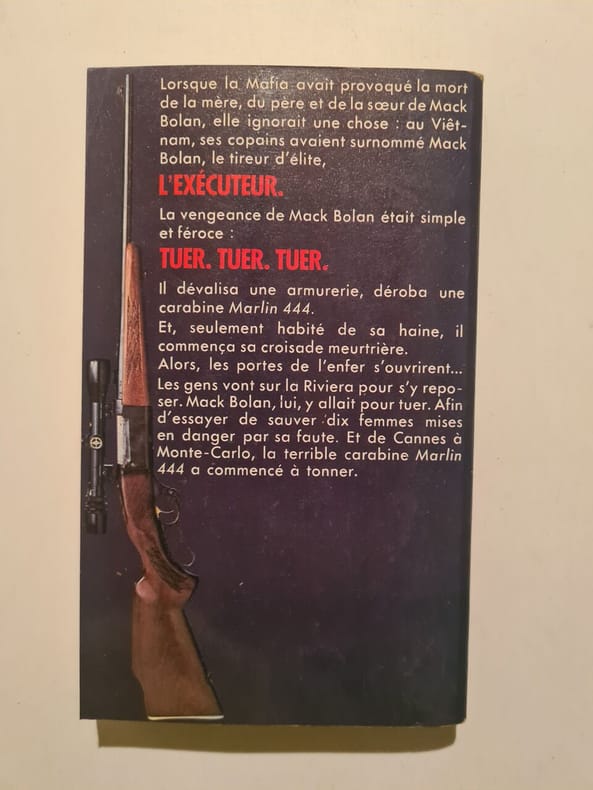 Lorsque la Mafia avait provoqué la mort
de la mère, du père et de la sœur de Mack
Bolan, elle ignorait une chose : au Viêt-
nam, ses copains avaient surnommé Mack
Bolan, le tireur d'élite,
L'EXÉCUTEUR.
La vengeance de Mack Bolan était simple
et féroce :
TUER. TUER. TUER.
Il dévalisa une armurerie, déroba une
carabine Marlin 444.
Et, seulement habité de sa haine, il
commença sa croisade meurtrière.
Alors, les portes de l'enfer s'ouvrirent...
Les gens vont sur la Riviera pour s'y repo-
ser. Mack Bolan, lui, y allait pour tuer. Afin
d'essayer de sauver dix femmes mises
en danger par sa faute. Et de Cannes à
Monte-Carlo, la terrible carabine Marlin
444 a commencé à tonner.